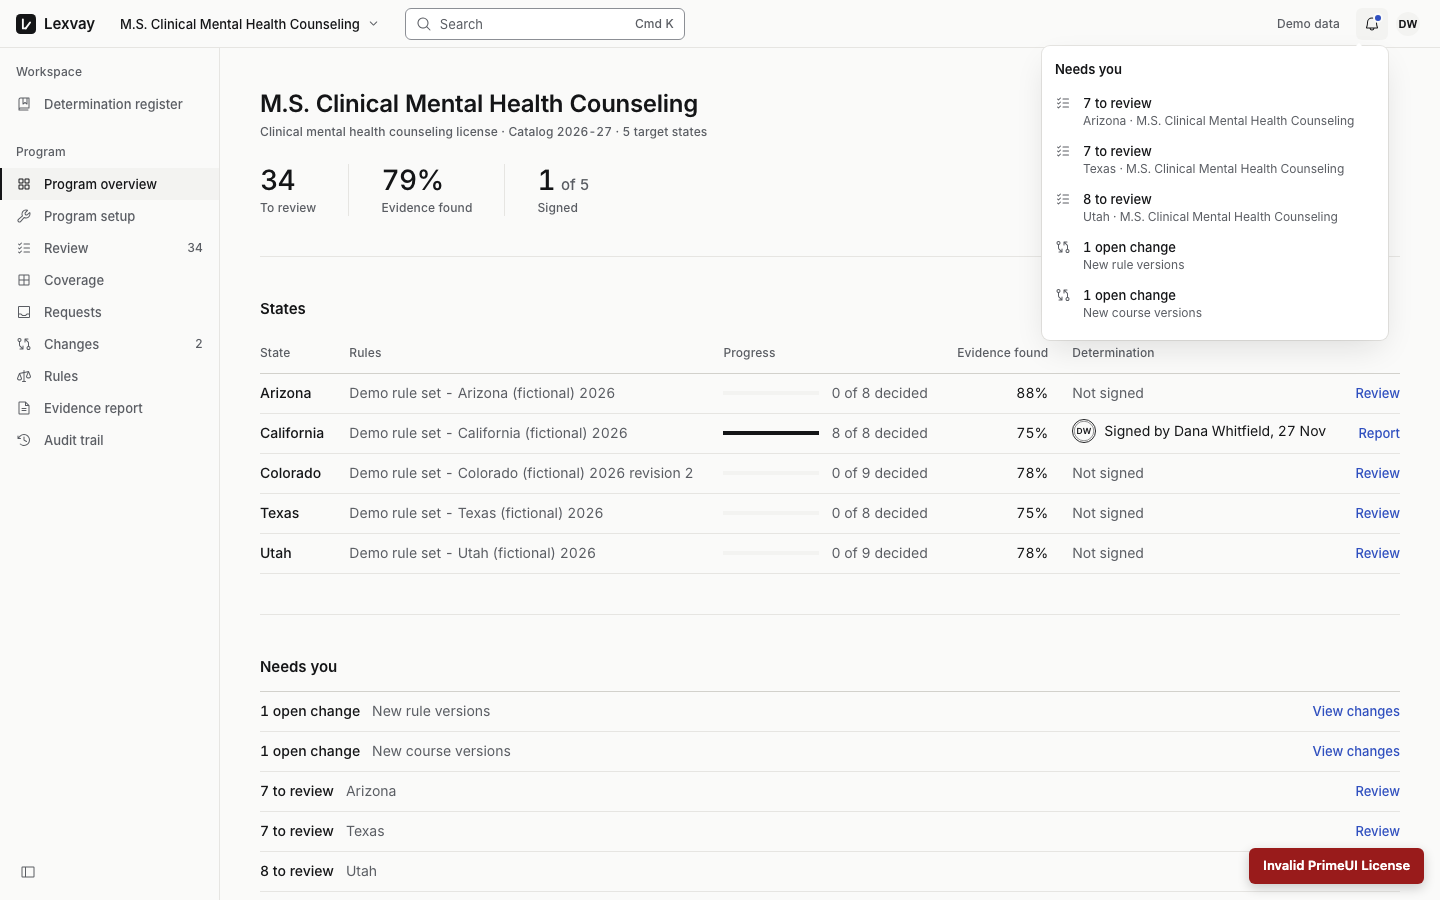 Lexvay
M.S. Clinical Mental Health Counseling
Search
Cmd K
Demo data
DW
Workspace
Determination register
Program
Program overview
Program setup
Review 34
Coverage
Requests
Changes 2
Rules
Evidence report
Audit trail
M.S. Clinical Mental Health Counseling
Clinical mental health counseling license · Catalog 2026-27 · 5 target states
34
To review
79%
Evidence found
1 of 5
Signed
Needs you
7 to review
Arizona · M.S. Clinical Mental Health Counseling
7 to review
Texas · M.S. Clinical Mental Health Counseling
8 to review
Utah · M.S. Clinical Mental Health Counseling
1 open change
New rule versions
1 open change
New course versions
States
State Rules Progress Evidence found Determination
Arizona Demo rule set - Arizona (fictional) 2026 0 of 8 decided 88% Not signed Review
California Demo rule set - California (fictional) 2026 8 of 8 decided 75% DW Signed by Dana Whitfield, 27 Nov Report
Colorado Demo rule set - Colorado (fictional) 2026 revision 2 0 of 9 decided 78% Not signed Review
Texas Demo rule set - Texas (fictional) 2026 0 of 8 decided 75% Not signed Review
Utah Demo rule set - Utah (fictional) 2026 0 of 9 decided 78% Not signed Review
Needs you
1 open change New rule versions View changes
1 open change New course versions View changes
7 to review Arizona Review
7 to review Texas Review
8 to review Utah
Invalid PrimeUI License